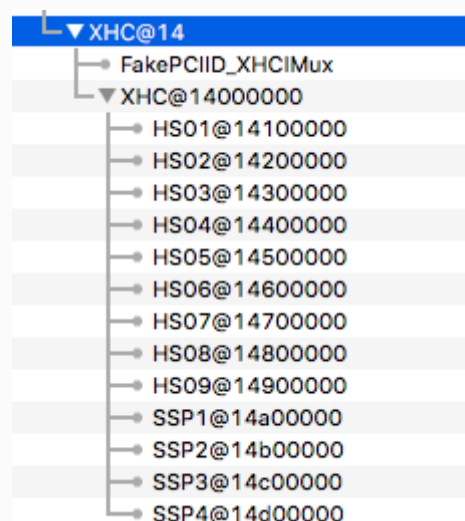 XHC@14
FakePCIID_XHCIMux
XHC@14000000
HS01@14100000
HS02@14200000
HS03@14300000
HS04@14400000
HS05@14500000
HS06@14600000
HS07@14700000
HS08@14800000
HS09@14900000
SSP1@14a00000
SSP2@14b00000
SSP3@14c00000
SSP4@14d00000